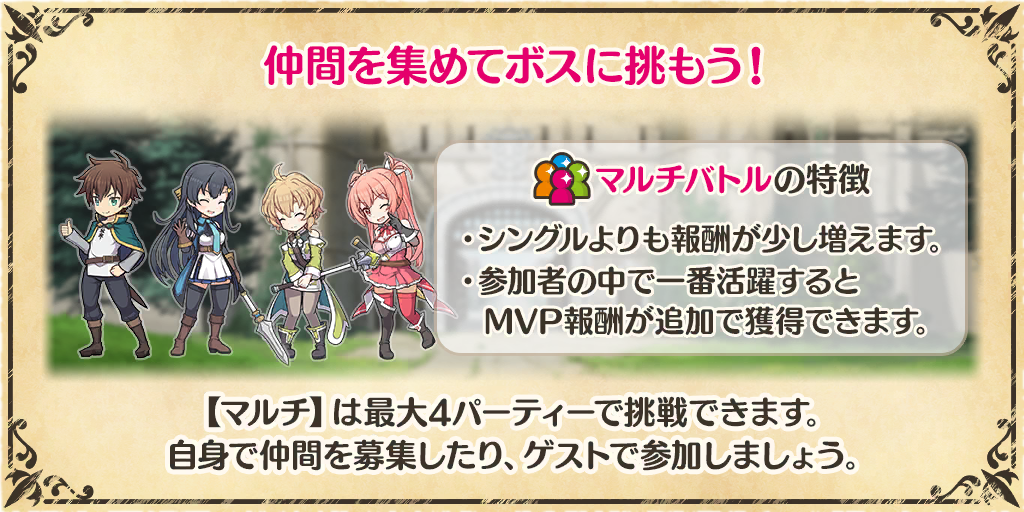 仲間を集めてボスに挑もう!
マルチバトルの特徴
・シングルよりも報酬が少し増えます。
・参加者の中で一番活躍すると
MVP報酬が追加で獲得できます。
【マルチ】は最大4パーティーで挑戦できます。
自身で仲間を募集したり、ゲストで参加しましょう。